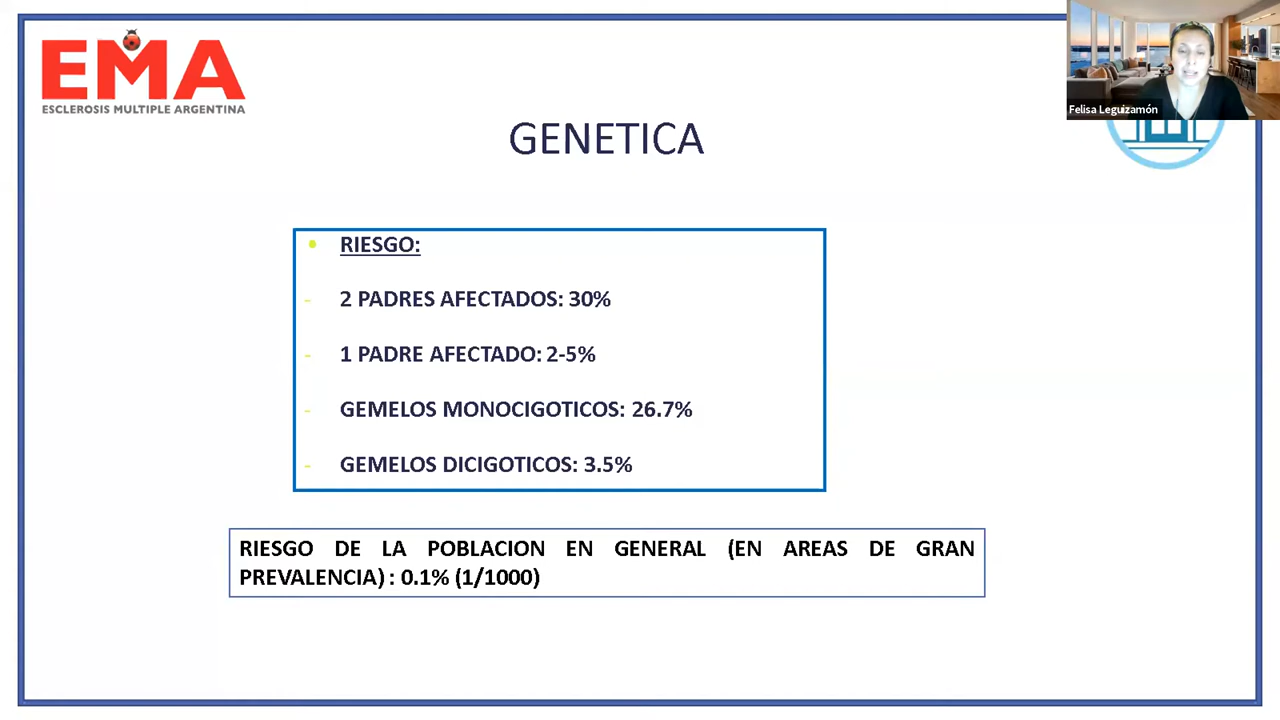 EMA
ESCLEROSIS MULTIPLE ARGENTINA
Felisa Leguizamón
GENETICA
• RIESGO:
- 2 PADRES AFECTADOS: 30%
- 1 PADRE AFECTADO: 2-5%
- GEMELOS MONOCIGOTICOS: 26.7%
- GEMELOS DICIGOTICOS: 3.5%
RIESGO DE LA POBLACION EN GENERAL (EN AREAS DE GRAN
PREVALENCIA) : 0.1% (1/1000)